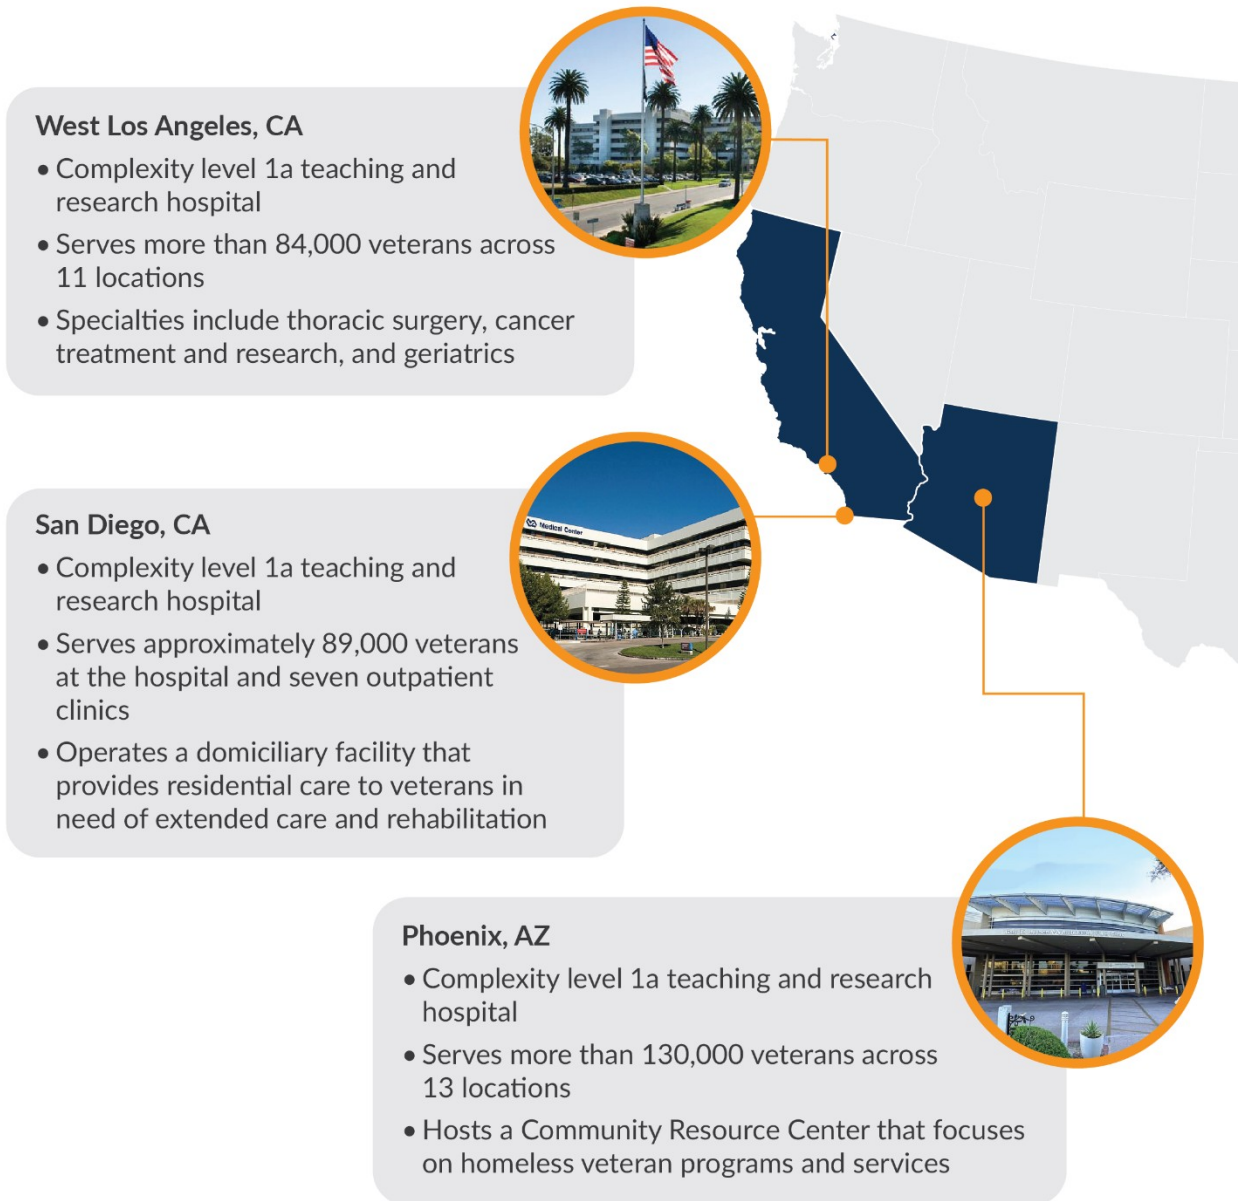 West Los Angeles, CA
• Complexity level 1a teaching and
research hospital
• Serves more than 84,000 veterans across
11 locations
• Specialties include thoracic surgery, cancer
treatment and research, and geriatrics
Medical Center
San Diego, CA
• Complexity level 1a teaching and
research hospital
• Serves approximately 89,000 veterans
at the hospital and seven outpatient
clinics
• Operates a domiciliary facility that
provides residential care to veterans in
need of extended care and rehabilitation
Phoenix, AZ
• Complexity level 1a teaching and research
hospital
• Serves more than 130,000 veterans across
13 locations
• Hosts a Community Resource Center that focuses
on homeless veteran programs and services